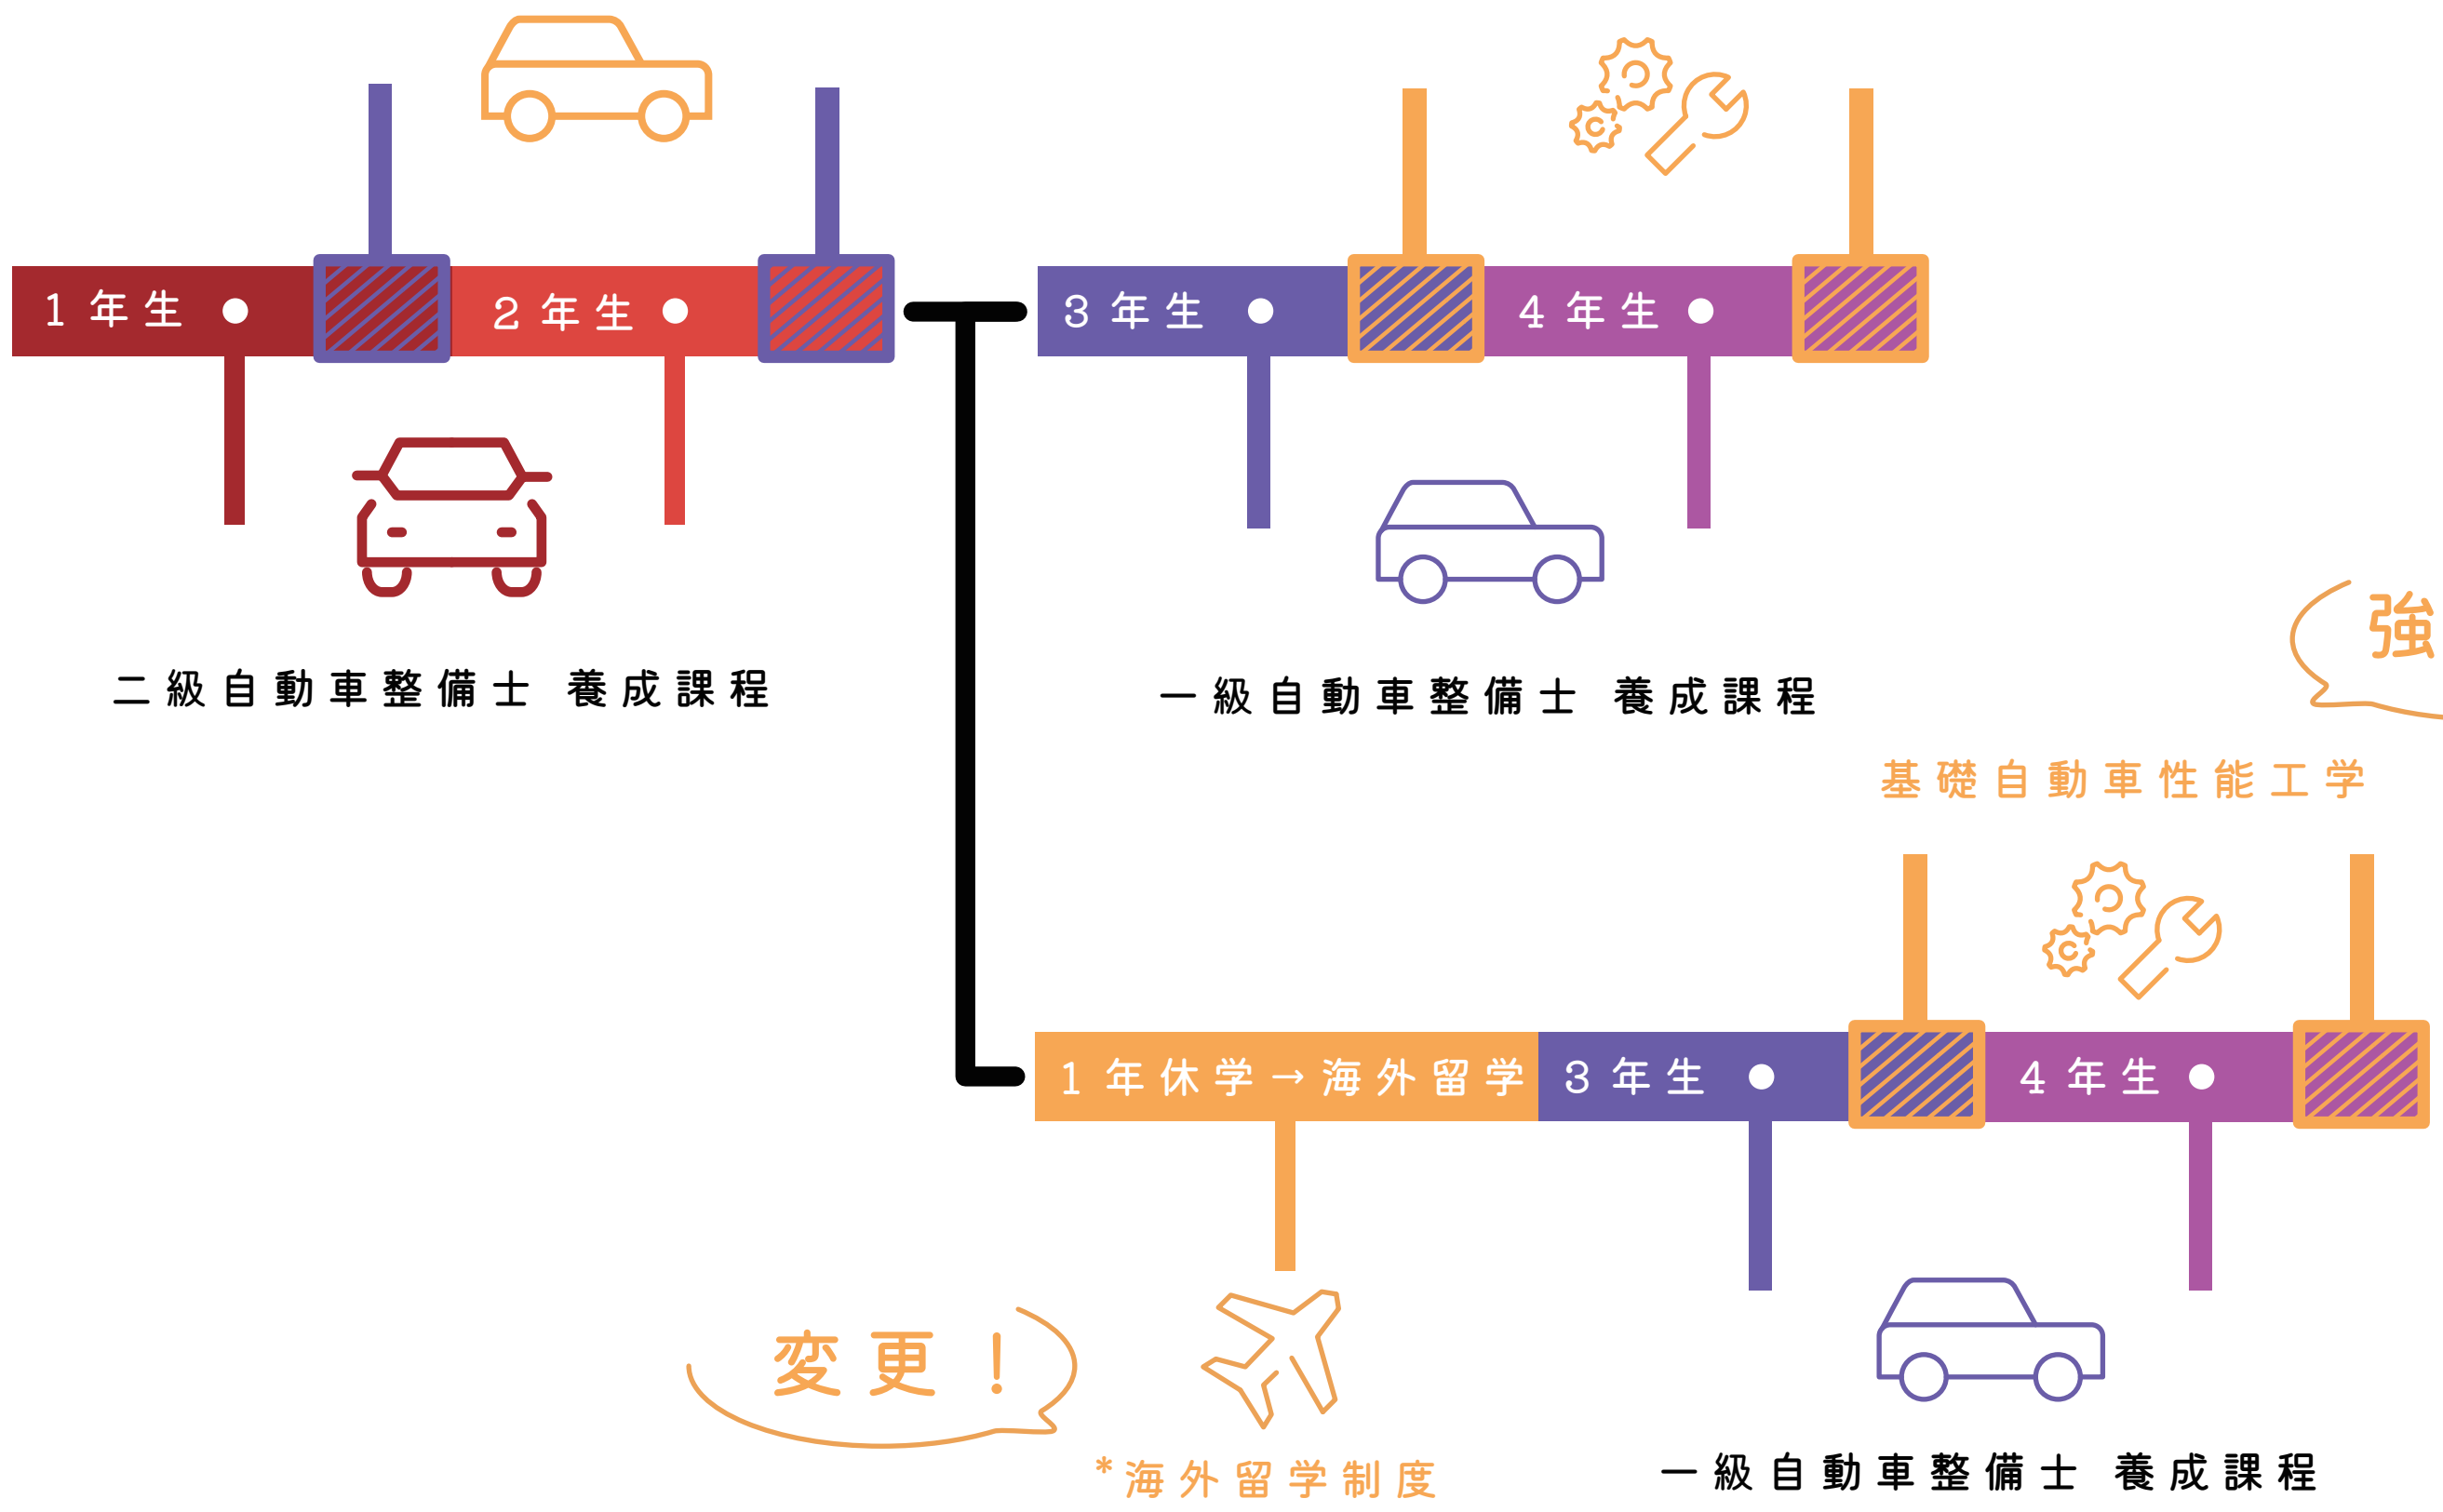 1年生
2年生
3年生
4年生
二級自動車整備士 養成課程
一級自動車整備士 養成課程
強
基礎自動車性能工学
1年休学→海外留学
3年生
4年生
変更!
*海外留学制度
一級自動車整備士 養成課程